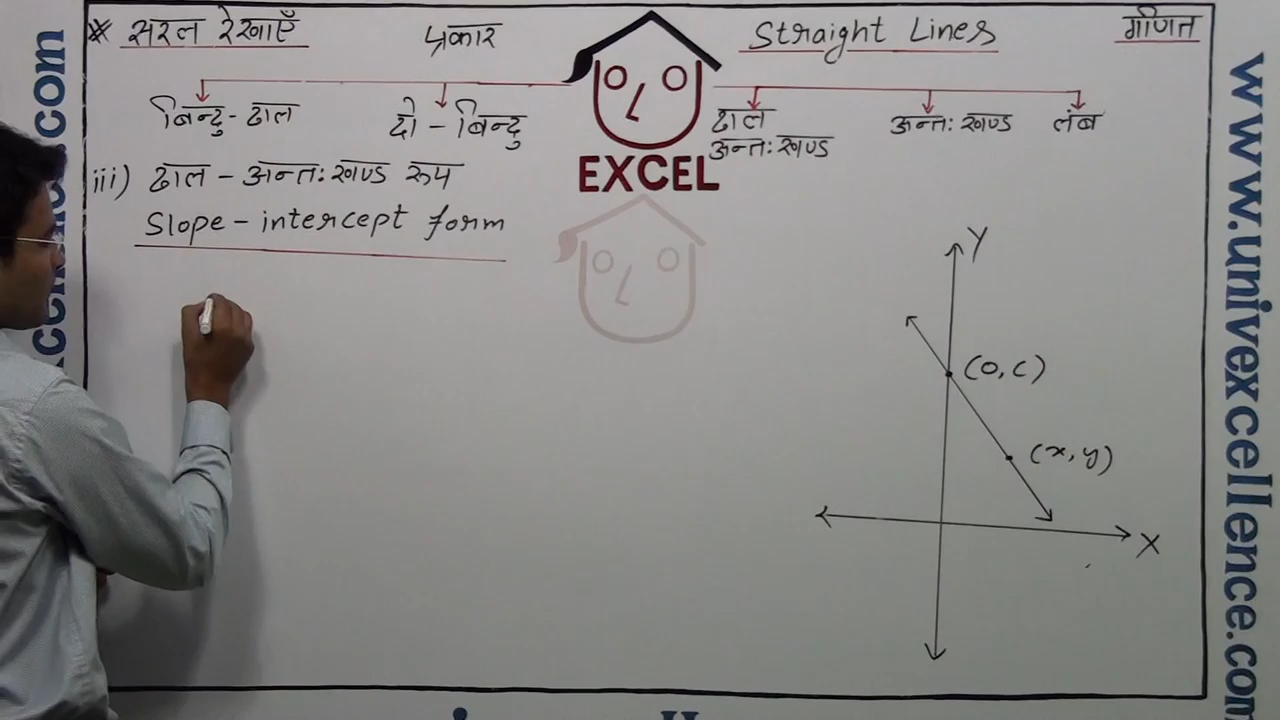 * सरल रेखाएँ प्रकार Straight Lines गणित
बिन्दु - ढाल दो - बिन्दु ढाल अन्तः खण्ड अन्तः खण्ड लंब
EXCEL
iii) ढाल - अन्तः खण्ड रूप
Slope - intercept form
Y
(0, c)
(x, y)
X
www.univexcellence.com